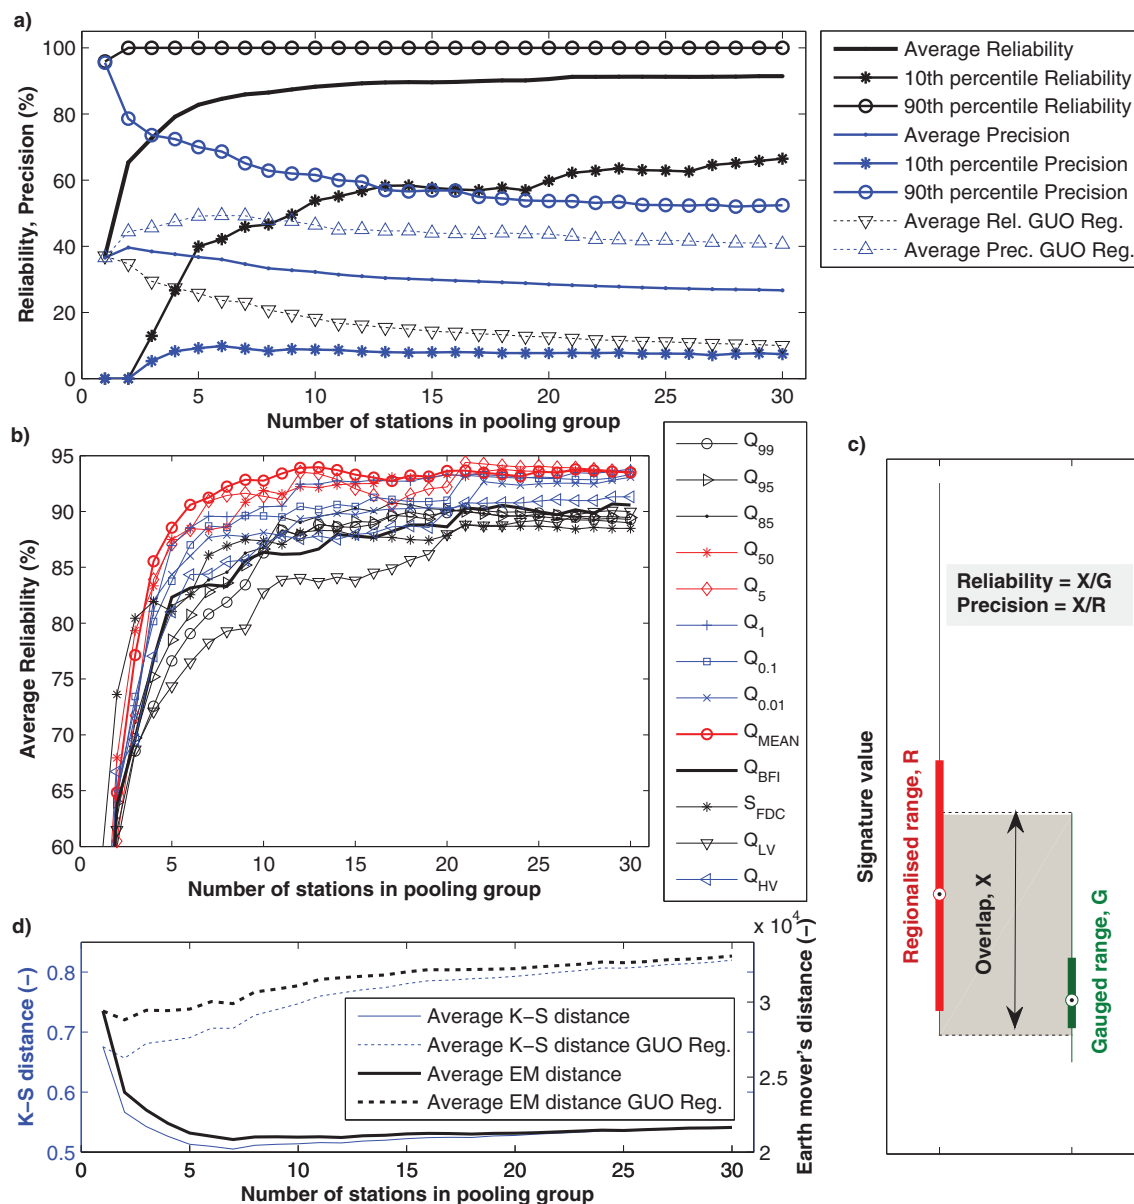 a)
Reliability, Precision (%)
100
80
60
40
20
0
0 5 10 15 20 25 30
Number of stations in pooling group
Average Reliability
10th percentile Reliability
90th percentile Reliability
Average Precision
10th percentile Precision
90th percentile Precision
Average Rel. GUO Reg.
Average Prec. GUO Reg.
b)
Average Reliability (%)
95
90
85
80
75
70
65
60
0 5 10 15 20 25 30
Number of stations in pooling group
Q99
Q95
Q85
Q50
Q5
Q1
Q0.1
Q0.01
QMEAN
QBFI
SFDC
QLV
QHV
c)
Reliability = X/G
Precision = X/R
Signature value
Regionalised range, R
Overlap, X
Gauged range, G
d)
K−S distance (−)
0.8
0.7
0.6
0.5
x 10^4
3
2.5
2
Earth mover's distance (−)
Average K−S distance
Average K−S distance GUO Reg.
Average EM distance
Average EM distance GUO Reg.
0 5 10 15 20 25 30
Number of stations in pooling group